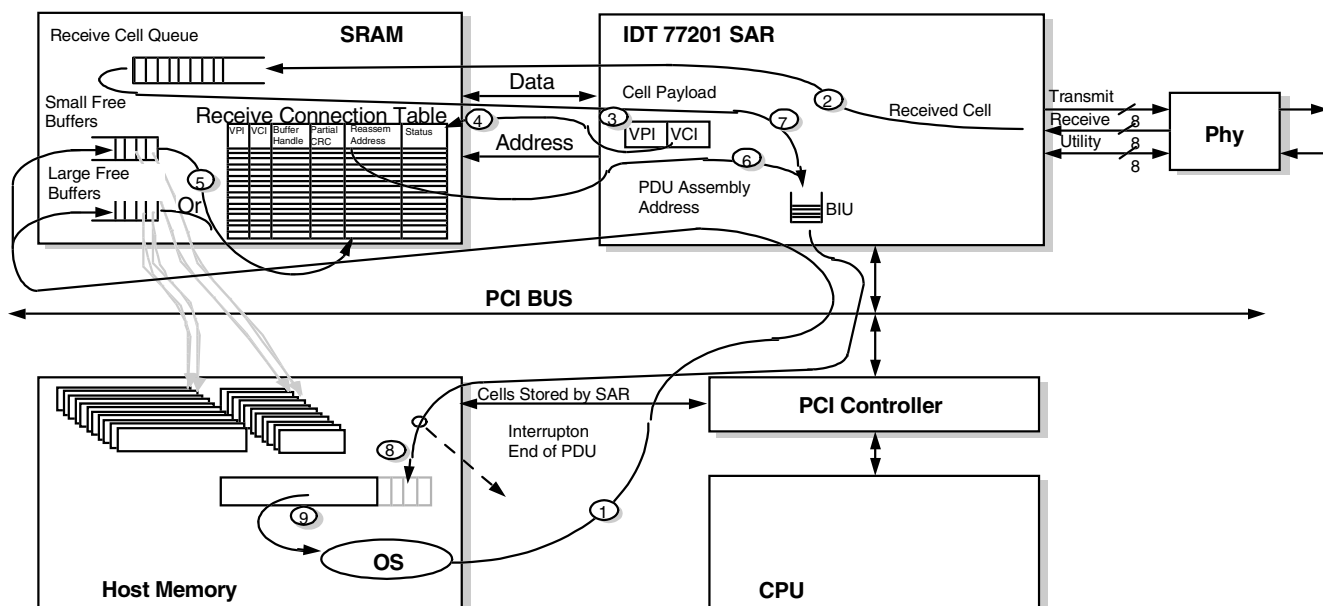 SRAM
Receive Cell Queue
Small Free
Buffers
Large Free
Buffers
Receive Connection Table
VPI VCI Buffer Handle Partial CRC Reassem Address Status
5
Or
Data
4
Address
IDT 77201 SAR
Cell Payload
2
Received Cell
3
VPI VCI
7
6
PDU Assembly
Address
BIU
Transmit
8
Receive
8
Utility
8
Phy
PCI BUS
Cells Stored by SAR
Interrupton
End of PDU
8
9
1
OS
Host Memory
PCI Controller
CPU